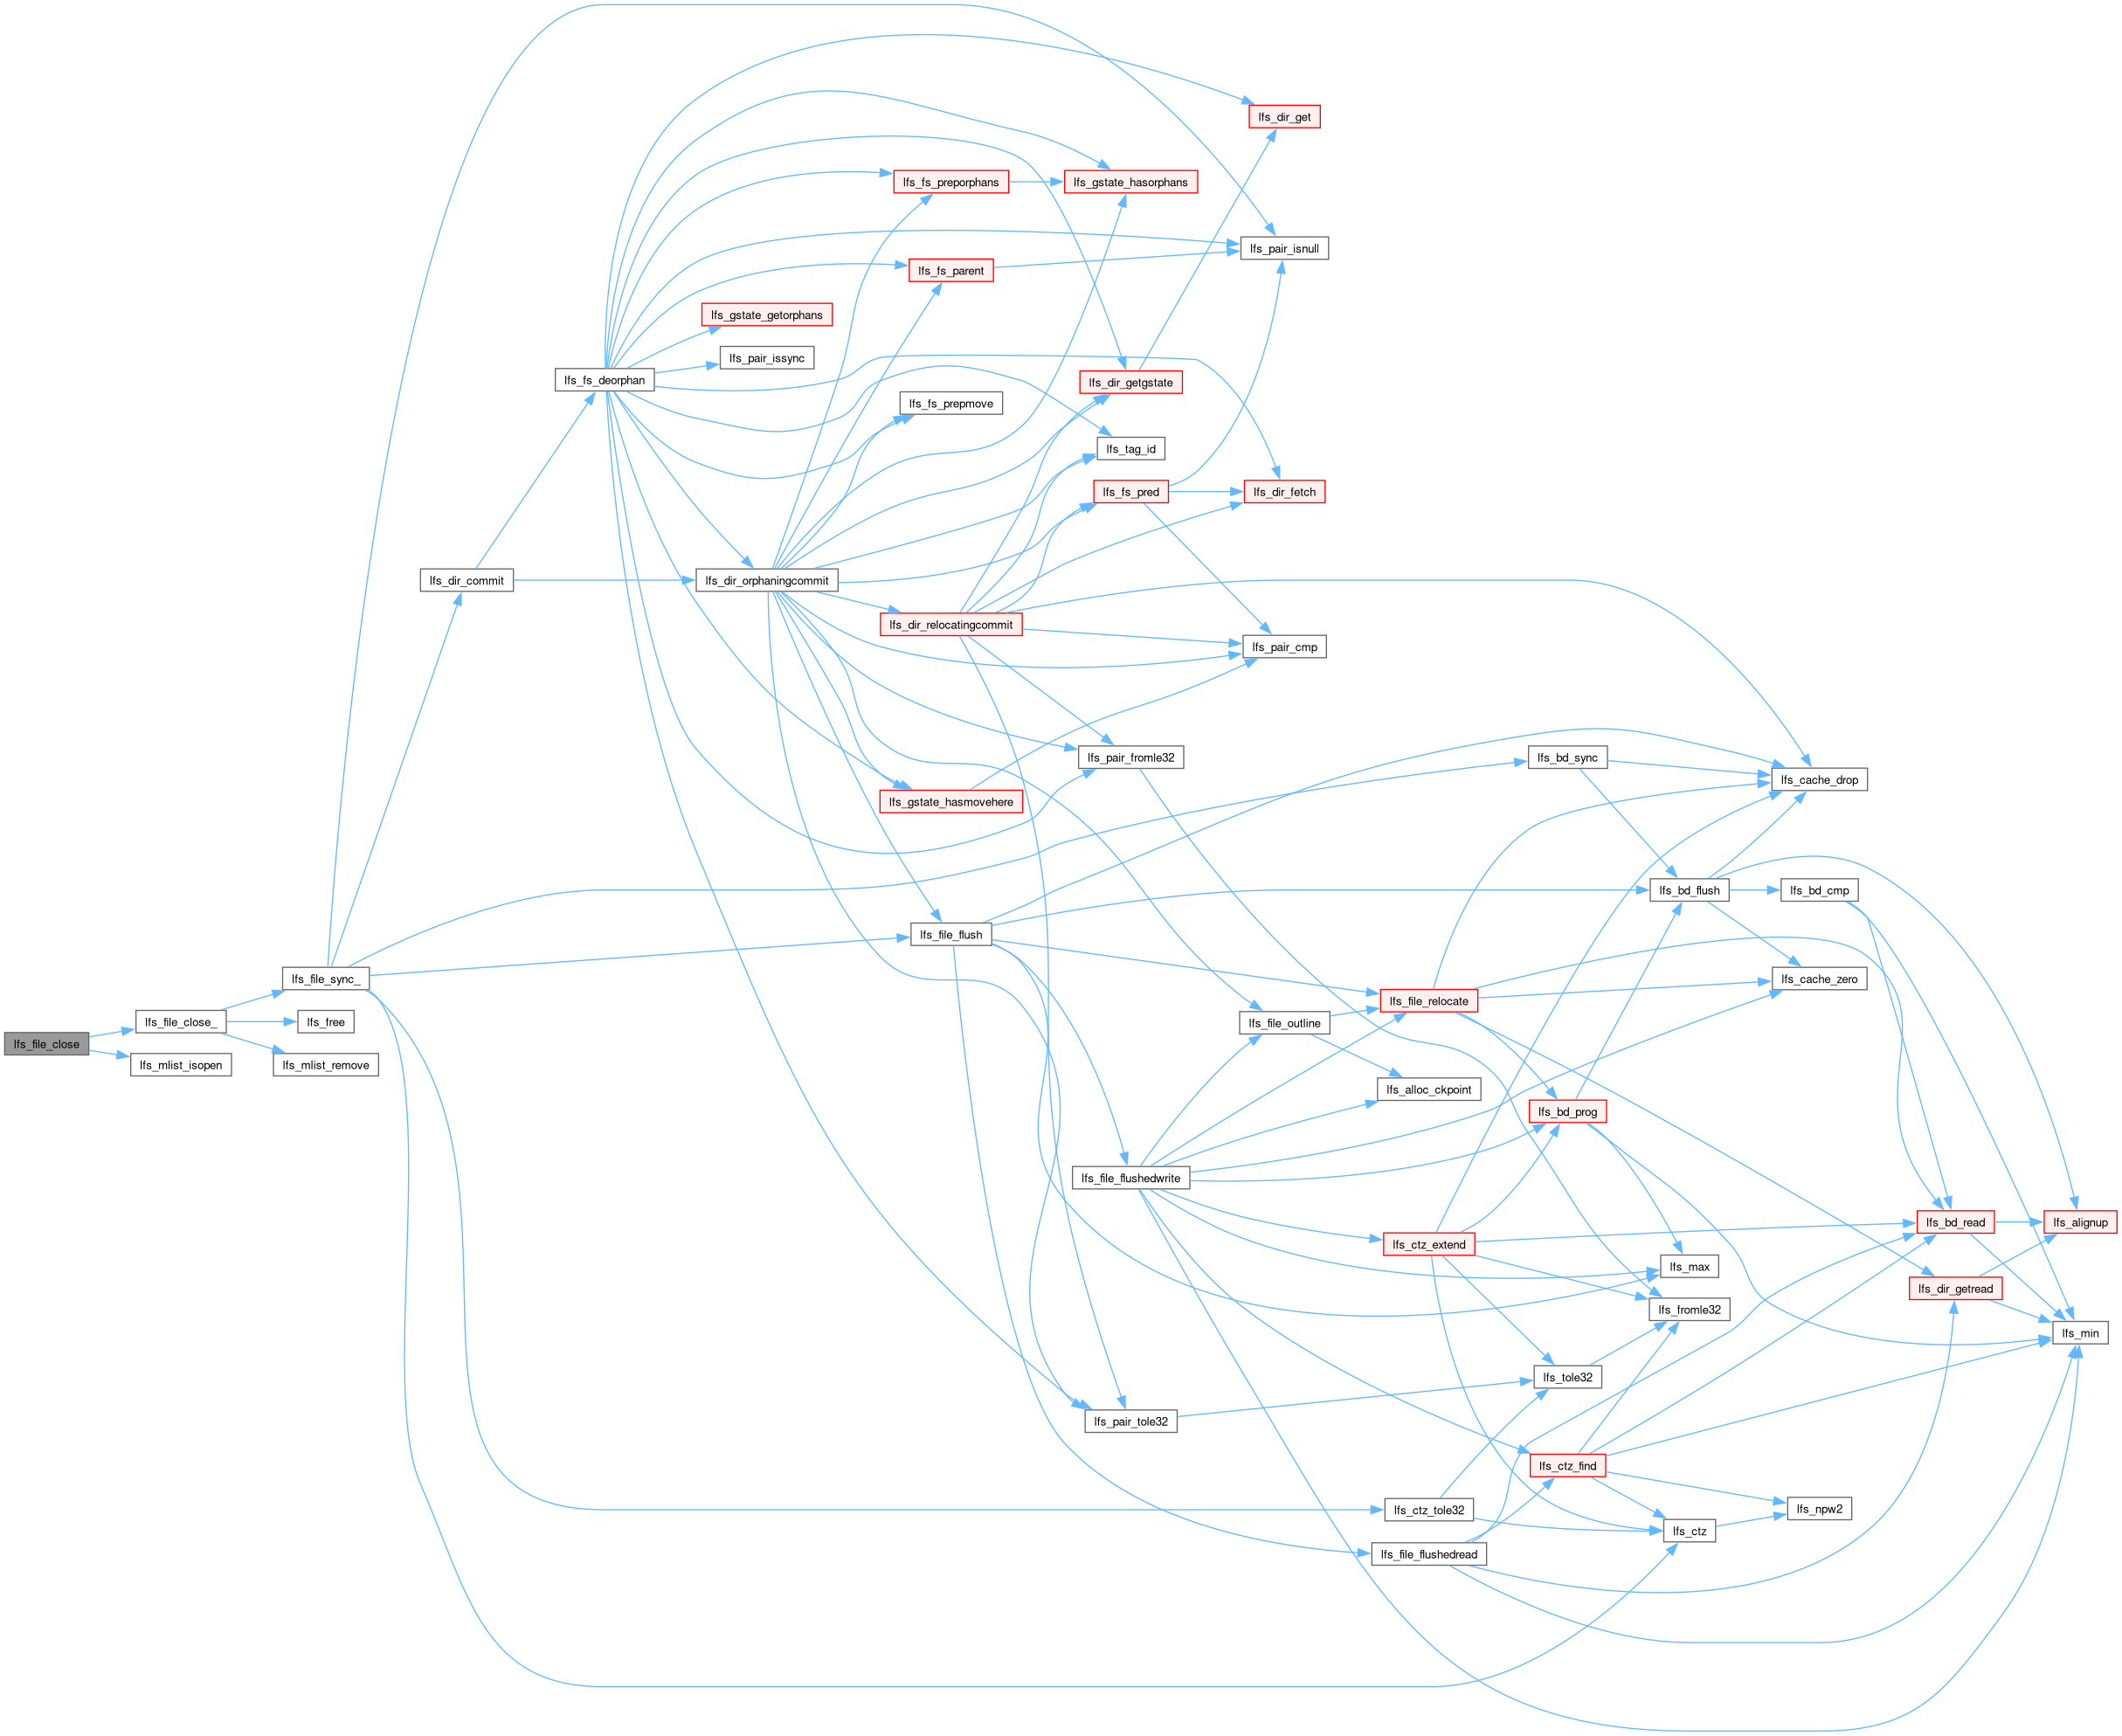 lfs_dir_get
lfs_fs_preporphans
lfs_gstate_hasorphans
lfs_pair_isnull
lfs_fs_parent
lfs_gstate_getorphans
lfs_pair_issync
lfs_fs_deorphan
lfs_dir_getgstate
lfs_fs_prepmove
lfs_tag_id
lfs_fs_pred
lfs_dir_fetch
lfs_dir_commit
lfs_dir_orphaningcommit
lfs_dir_relocatingcommit
lfs_pair_cmp
lfs_pair_fromle32
lfs_bd_sync
lfs_cache_drop
lfs_gstate_hasmovehere
lfs_bd_flush
lfs_bd_cmp
lfs_file_flush
lfs_file_sync_
lfs_cache_zero
lfs_file_relocate
lfs_file_close_
lfs_free
lfs_file_outline
lfs_file_close
lfs_mlist_isopen
lfs_mlist_remove
lfs_alloc_ckpoint
lfs_bd_prog
lfs_file_flushedwrite
lfs_bd_read
lfs_alignup
lfs_ctz_extend
lfs_max
lfs_dir_getread
lfs_fromle32
lfs_min
lfs_tole32
lfs_pair_tole32
lfs_ctz_find
lfs_ctz_tole32
lfs_npw2
lfs_ctz
lfs_file_flushedread